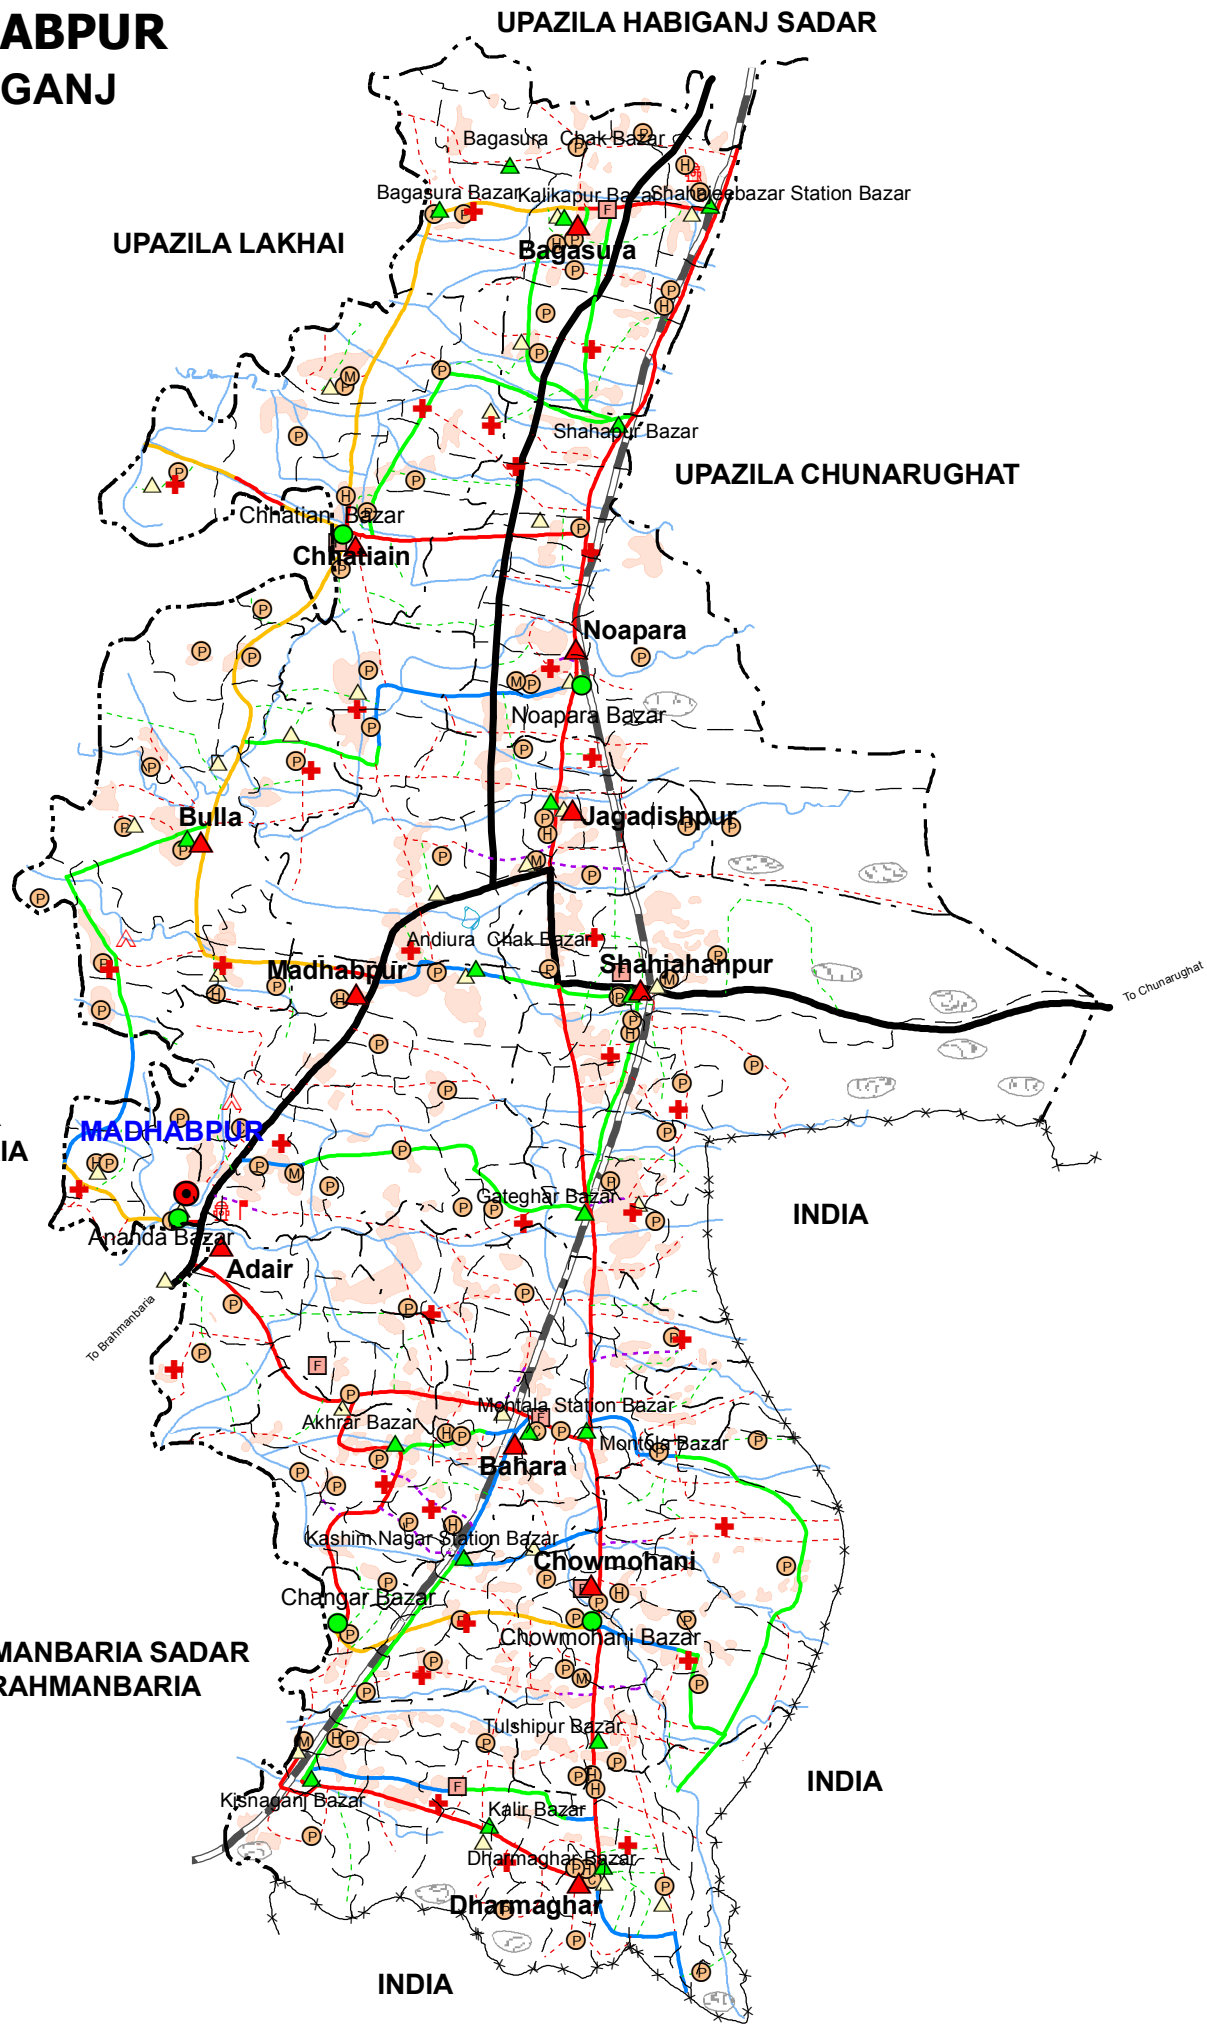 ABPUR
UPAZILA HABIGANJ SADAR
GANJ
Bagasura Chak Bazar
Bagasura Bazar
Kalikapur Bazar
Shahajeebazar Station Bazar
UPAZILA LAKHAI
Bagasura
Shahapur Bazar
UPAZILA CHUNARUGHAT
Chhatian Bazar
Chhatiain
Noapara
Noapara Bazar
Bulla
Jagadishpur
Andiura Chak Bazar
Madhabpur
Shahjahanpur
To Chunarughat
MADHABPUR
IA
Gateghar Bazar
INDIA
Ananda Bazar
Adair
To Brahmanbaria
Montala Station Bazar
Akhrar Bazar
Montola Bazar
Bahara
Kashim Nagar Station Bazar
Chowmohani
Changar Bazar
Chowmohani Bazar
MANBARIA SADAR
RAHMANBARIA
Tulshipur Bazar
INDIA
Kisnaganj Bazar
Kalir Bazar
Dharmaghar Bazar
Dharmaghar
INDIA